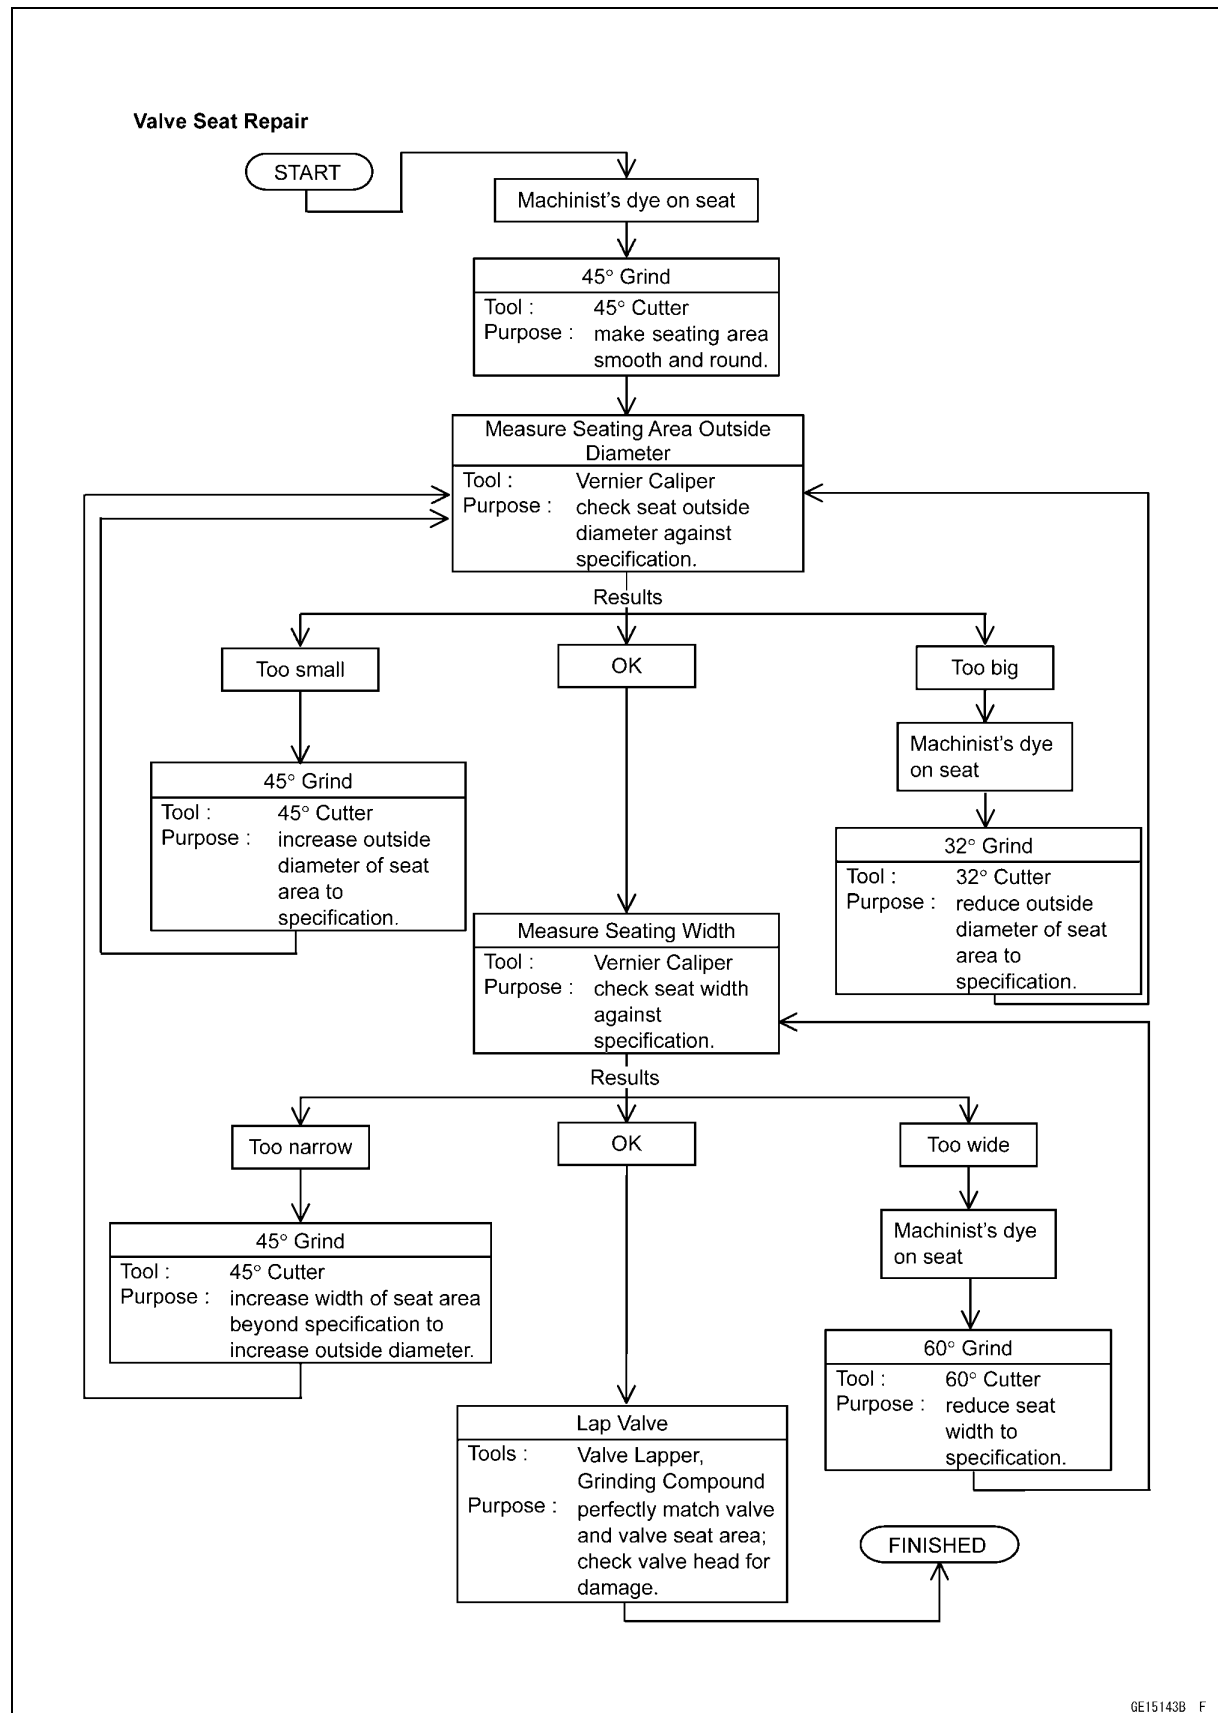 Valve Seat Repair
START
Machinist's dye on seat
45° Grind
Tool : 45° Cutter
Purpose : make seating area
smooth and round.
Measure Seating Area Outside
Diameter
Tool : Vernier Caliper
Purpose : check seat outside
diameter against
specification.
Results
Too small
OK
Too big
Machinist's dye
on seat
45° Grind
Tool : 45° Cutter
Purpose : increase outside
diameter of seat
area to
specification.
32° Grind
Tool : 32° Cutter
Purpose : reduce outside
diameter of seat
area to
specification.
Measure Seating Width
Tool : Vernier Caliper
Purpose : check seat width
against
specification.
Results
Too narrow
OK
Too wide
Machinist's dye
on seat
45° Grind
Tool : 45° Cutter
Purpose : increase width of seat area
beyond specification to
increase outside diameter.
60° Grind
Tool : 60° Cutter
Purpose : reduce seat
width to
specification.
Lap Valve
Tools : Valve Lapper,
Grinding Compound
Purpose : perfectly match valve
and valve seat area;
check valve head for
damage.
FINISHED
GE15143B F